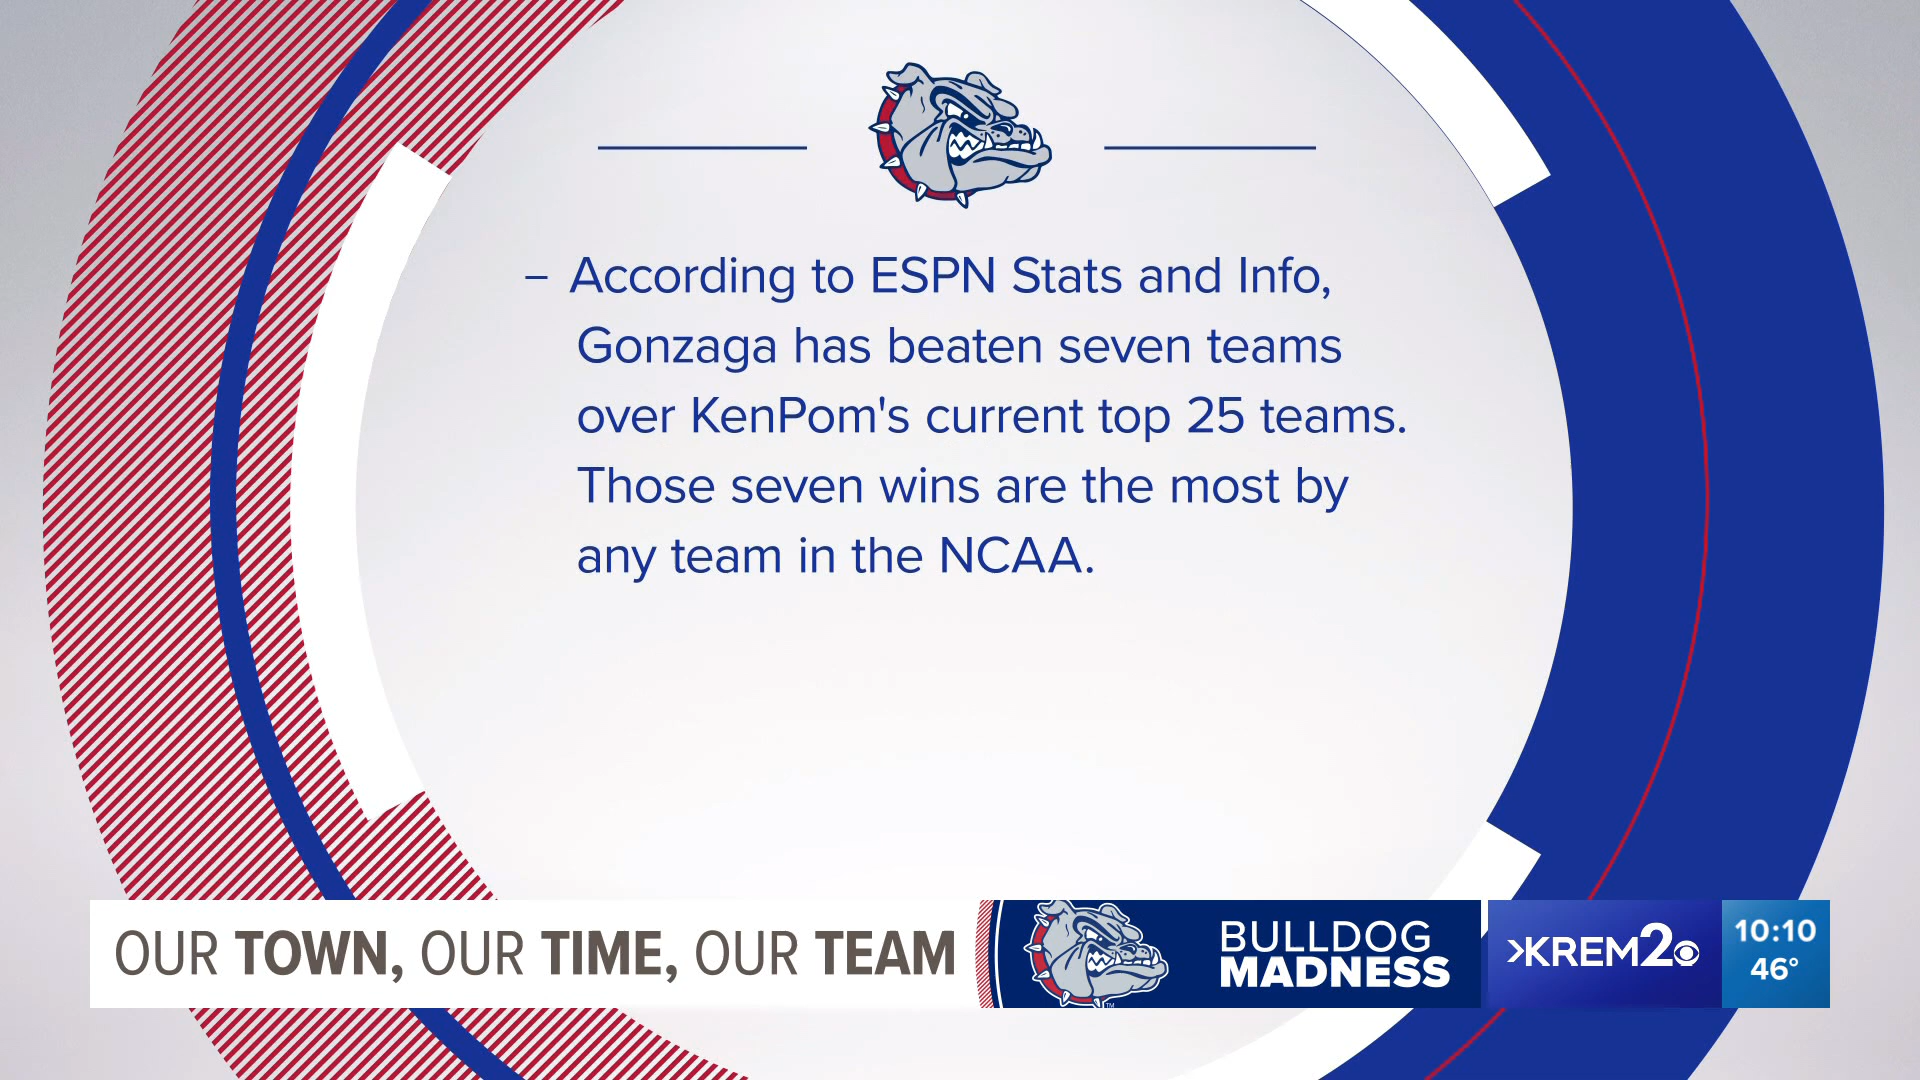 – According to ESPN Stats and Info,
Gonzaga has beaten seven teams
over KenPom's current top 25 teams.
Those seven wins are the most by
any team in the NCAA.
OUR TOWN, OUR TIME, OUR TEAM
BULLDOG
MADNESS
TM
KREM2
10:10
46°